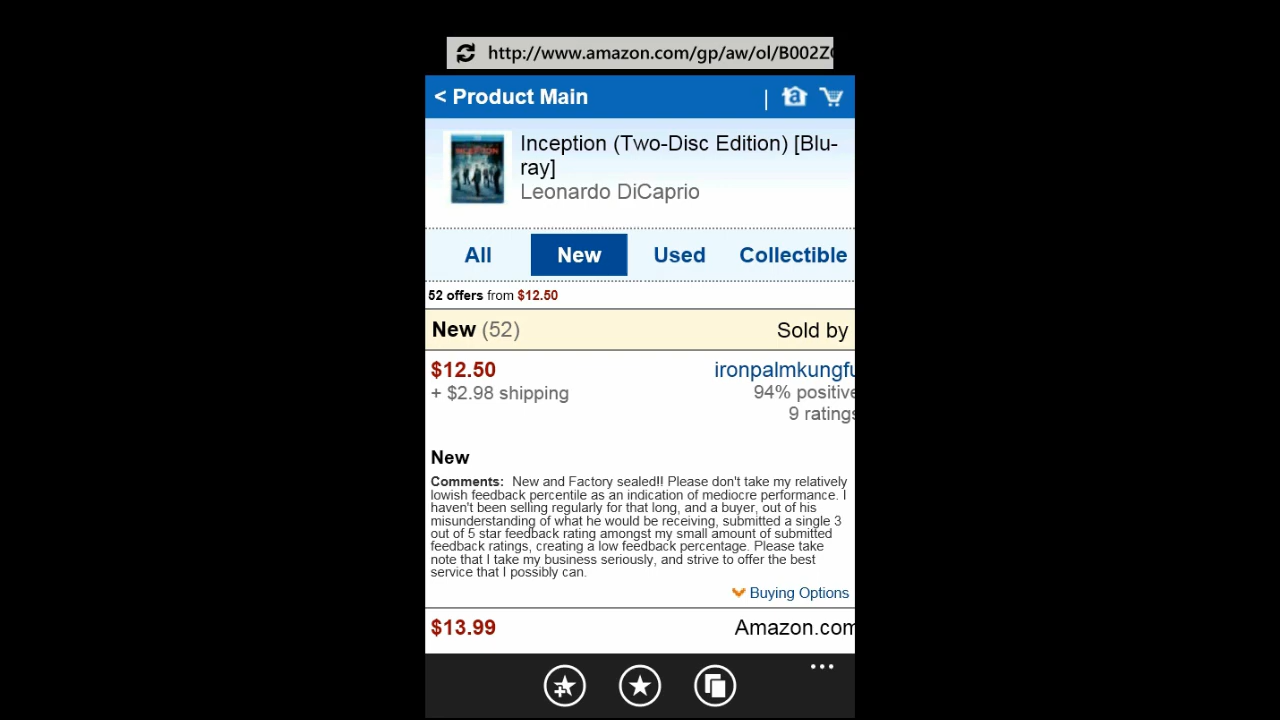 http://www.amazon.com/gp/aw/ol/B002Z
< Product Main
INCEPTION
Inception (Two-Disc Edition) [Blu-
ray]
Leonardo DiCaprio
All New Used Collectible
52 offers from $12.50
New (52) Sold by
$12.50 ironpalmkungfu
+ $2.98 shipping 94% positive
9 ratings
New
Comments: New and Factory sealed!! Please don't take my relatively
lowish feedback percentile as an indication of mediocre performance. I
haven't been selling regularly for that long, and a buyer, out of his
misunderstanding of what he would be receiving, submitted a single 3
out of 5 star feedback rating amongst my small amount of submitted
feedback ratings, creating a low feedback percentage. Please take
note that I take my business seriously, and strive to offer the best
service that I possibly can.
Buying Options
$13.99 Amazon.com